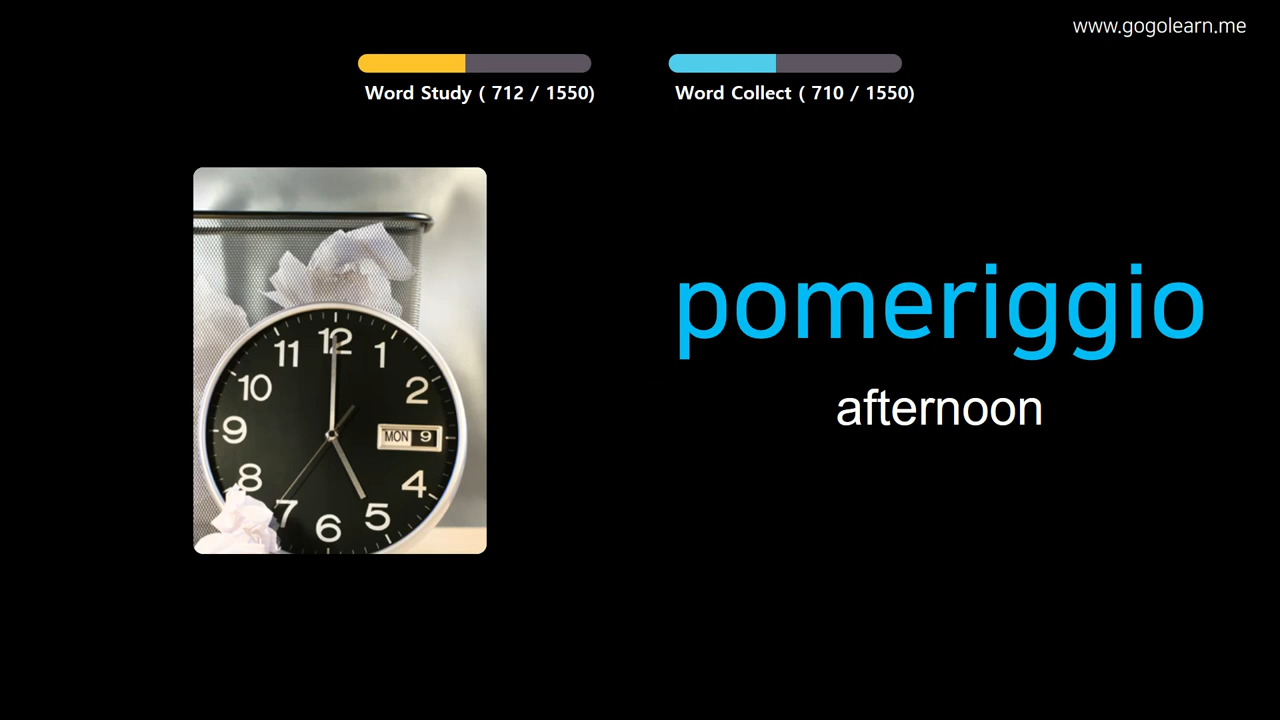 www.gogolearn.me
Word Study ( 712 / 1550)
Word Collect ( 710 / 1550)
12
11
1
10
2
9
MON 9
8
4
7
5
6
pomeriggio
afternoon